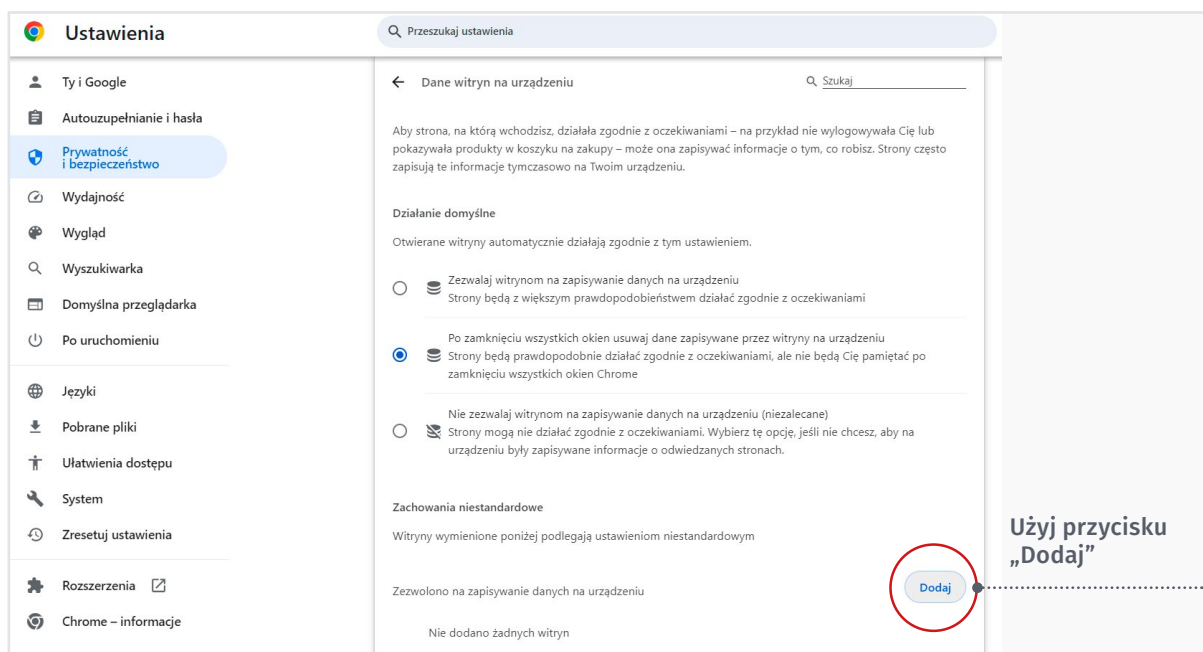 Ustawienia
Przeszukaj ustawienia
Ty i Google
Autouzupełnianie i hasła
Prywatność
i bezpieczeństwo
Wydajność
Wygląd
Wyszukiwarka
Domyślna przeglądarka
Po uruchomieniu
Języki
Pobrane pliki
Ułatwienia dostępu
System
Zresetuj ustawienia
Rozszerzenia
Chrome – informacje
Dane witryn na urządzeniu
Szukaj
Aby strona, na którą wchodzisz, działała zgodnie z oczekiwaniami – na przykład nie wylogowywała Cię lub
pokazywała produkty w koszyku na zakupy – może ona zapisywać informacje o tym, co robisz. Strony często
zapisują te informacje tymczasowo na Twoim urządzeniu.
Działanie domyślne
Otwierane witryny automatycznie działają zgodnie z tym ustawieniem.
Zezwalaj witrynom na zapisywanie danych na urządzeniu
Strony będą z większym prawdopodobieństwem działać zgodnie z oczekiwaniami
Po zamknięciu wszystkich okien usuwaj dane zapisywane przez witryny na urządzeniu
Strony będą prawdopodobnie działać zgodnie z oczekiwaniami, ale nie będą Cię pamiętać po
zamknięciu wszystkich okien Chrome
Nie zezwalaj witrynom na zapisywanie danych na urządzeniu (niezalecane)
Strony mogą nie działać zgodnie z oczekiwaniami. Wybierz tę opcję, jeśli nie chcesz, aby na
urządzeniu były zapisywane informacje o odwiedzanych stronach.
Zachowania niestandardowe
Witryny wymienione poniżej podlegają ustawieniom niestandardowym
Zezwolono na zapisywanie danych na urządzeniu
Dodaj
Nie dodano żadnych witryn
Użyj przycisku
„Dodaj”